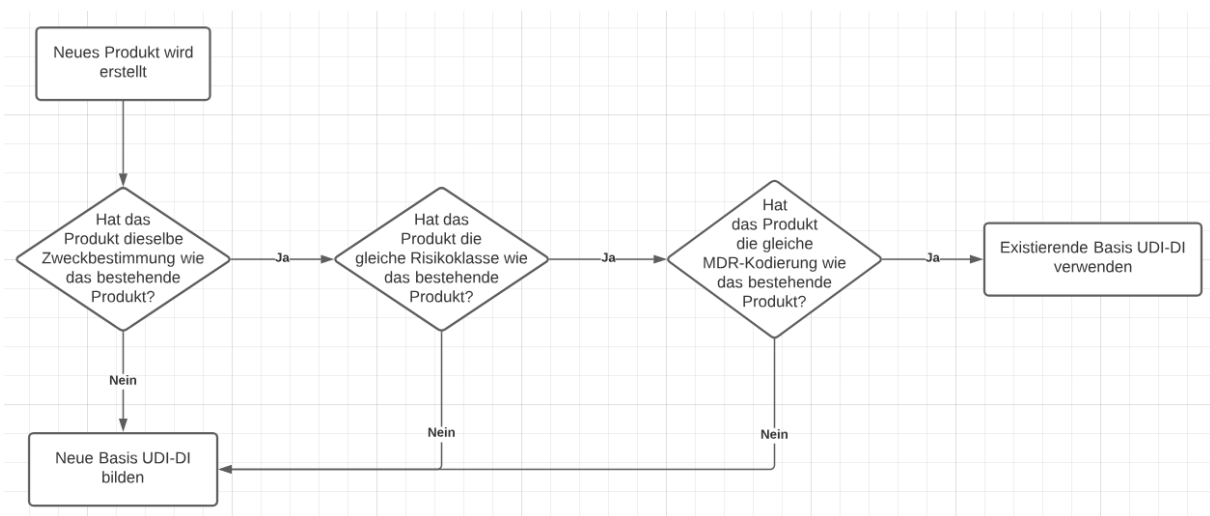 Neues Produkt wird
erstellt
Hat das
Produkt dieselbe
Zweckbestimmung wie
das bestehende
Produkt?
Ja
Hat das
Produkt die
gleiche Risikoklasse wie
das bestehende
Produkt?
Ja
Hat
das Produkt
die gleiche
MDR-Kodierung wie
das bestehende
Produkt?
Ja
Existierende Basis UDI-DI
verwenden
Nein
Nein
Nein
Neue Basis UDI-DI
bilden